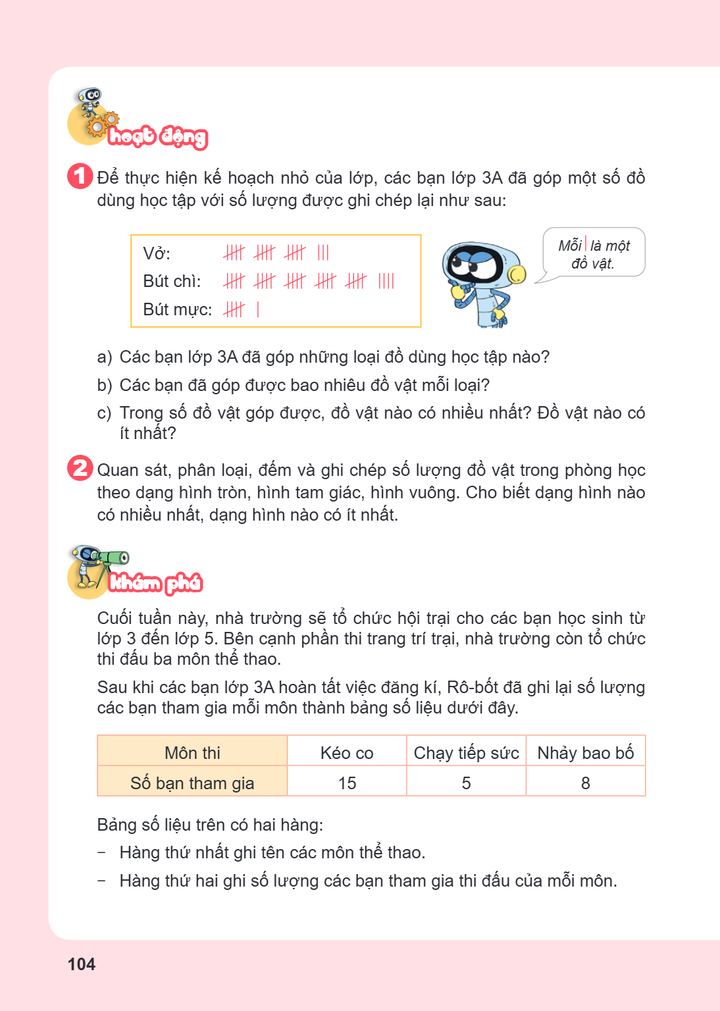 hoạt động
1 Để thực hiện kế hoạch nhỏ của lớp, các bạn lớp 3A đã góp một số đồ
dùng học tập với số lượng được ghi chép lại như sau:
Vở:
Bút chì:
Bút mực:
Mỗi | là một
đồ vật.
a) Các bạn lớp 3A đã góp những loại đồ dùng học tập nào?
b) Các bạn đã góp được bao nhiêu đồ vật mỗi loại?
c) Trong số đồ vật góp được, đồ vật nào có nhiều nhất? Đồ vật nào có
ít nhất?
2 Quan sát, phân loại, đếm và ghi chép số lượng đồ vật trong phòng học
theo dạng hình tròn, hình tam giác, hình vuông. Cho biết dạng hình nào
có nhiều nhất, dạng hình nào có ít nhất.
khám phá
Cuối tuần này, nhà trường sẽ tổ chức hội trại cho các bạn học sinh từ
lớp 3 đến lớp 5. Bên cạnh phần thi trang trí trại, nhà trường còn tổ chức
thi đấu ba môn thể thao.
Sau khi các bạn lớp 3A hoàn tất việc đăng kí, Rô-bốt đã ghi lại số lượng
các bạn tham gia mỗi môn thành bảng số liệu dưới đây.
Môn thi Kéo co Chạy tiếp sức Nhảy bao bố
Số bạn tham gia 15 5 8
Bảng số liệu trên có hai hàng:
– Hàng thứ nhất ghi tên các môn thể thao.
– Hàng thứ hai ghi số lượng các bạn tham gia thi đấu của mỗi môn.
104